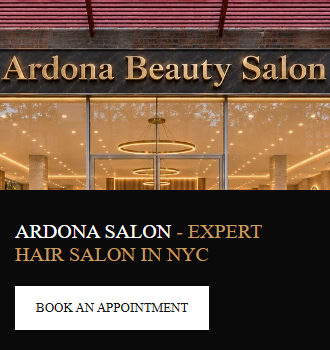 Ardona Beauty Salon
ARDONA SALON - EXPERT
HAIR SALON IN NYC
BOOK AN APPOINTMENT